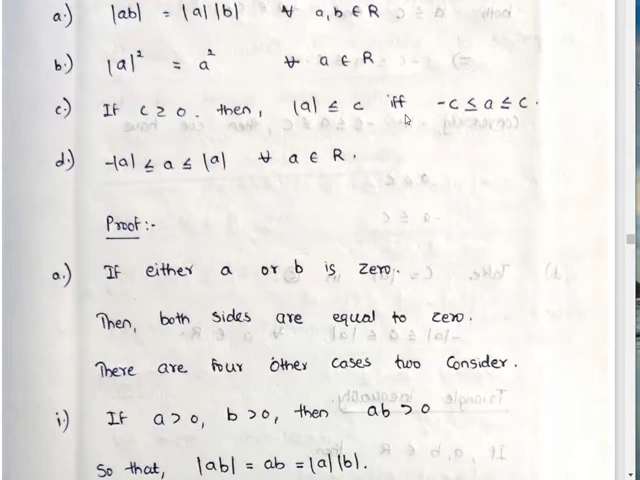 a.) |ab| = |a| |b| ∀ a, b ∈ R
b.) |a|² = a² ∀ a ∈ R
c.) If c ≥ 0. then, |a| ≤ c iff -c ≤ a ≤ c.
d.) -|a| ≤ a ≤ |a| ∀ a ∈ R.
Proof:-
a.) If either a or b is zero.
Then, both sides are equal to zero.
There are four other cases two Consider.
i.) If a > 0, b > 0, then ab > 0
So that, |ab| = ab = |a| |b|.